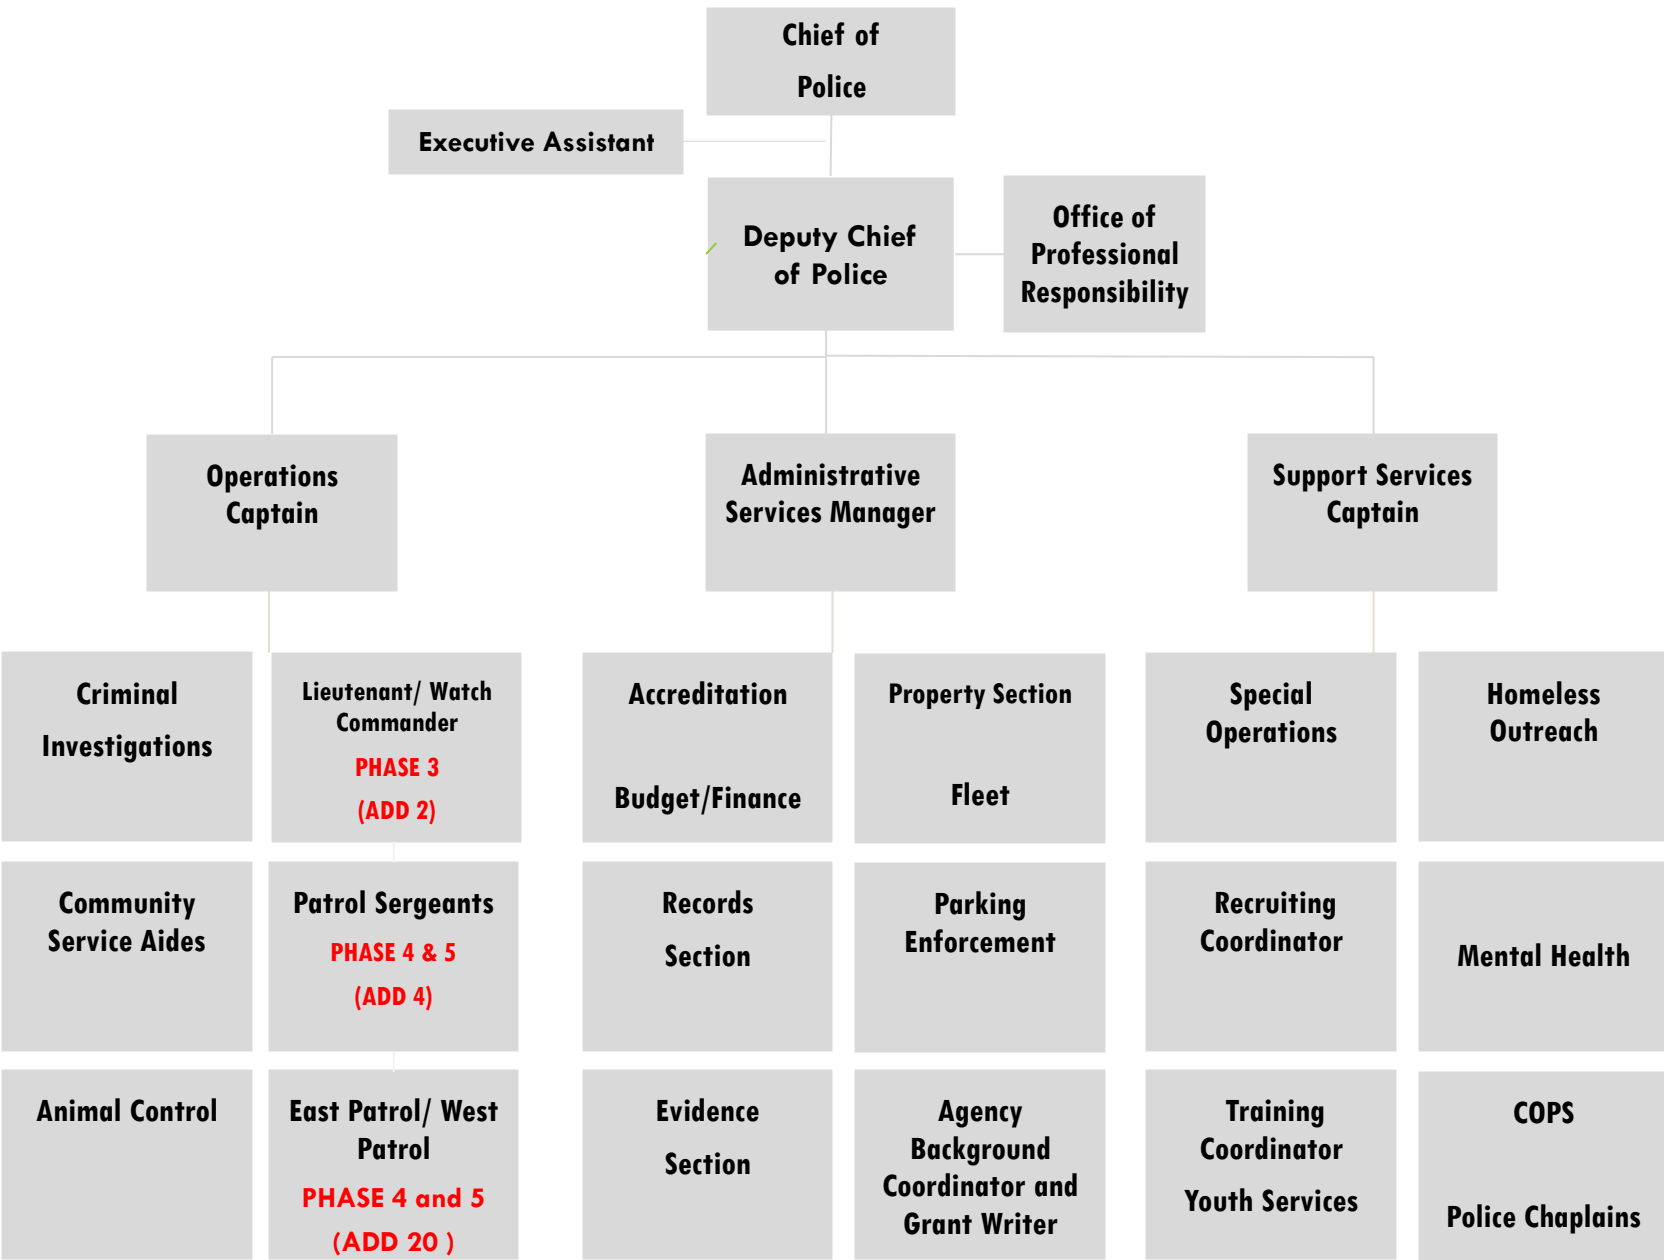 Chief of
Police
Executive Assistant
Deputy Chief
of Police
Office of
Professional
Responsibility
Operations
Captain
Administrative
Services Manager
Support Services
Captain
Criminal
Investigations
Lieutenant/ Watch
Commander
PHASE 3
(ADD 2)
Accreditation
Budget/Finance
Property Section
Fleet
Special
Operations
Homeless
Outreach
Community
Service Aides
Patrol Sergeants
PHASE 4 & 5
(ADD 4)
Records
Section
Parking
Enforcement
Recruiting
Coordinator
Mental Health
Animal Control
East Patrol/ West
Patrol
PHASE 4 and 5
(ADD 20 )
Evidence
Section
Agency
Background
Coordinator and
Grant Writer
Training
Coordinator
Youth Services
COPS
Police Chaplains